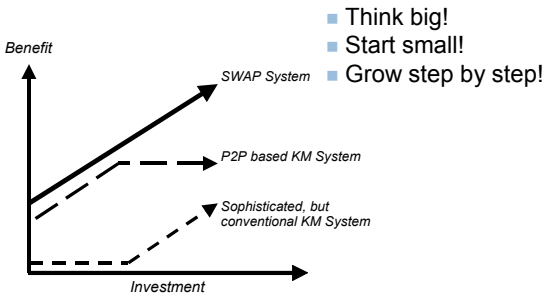 Think big!
Start small!
Grow step by step!
Benefit
SWAP System
P2P based KM System
Sophisticated, but
conventional KM System
Investment